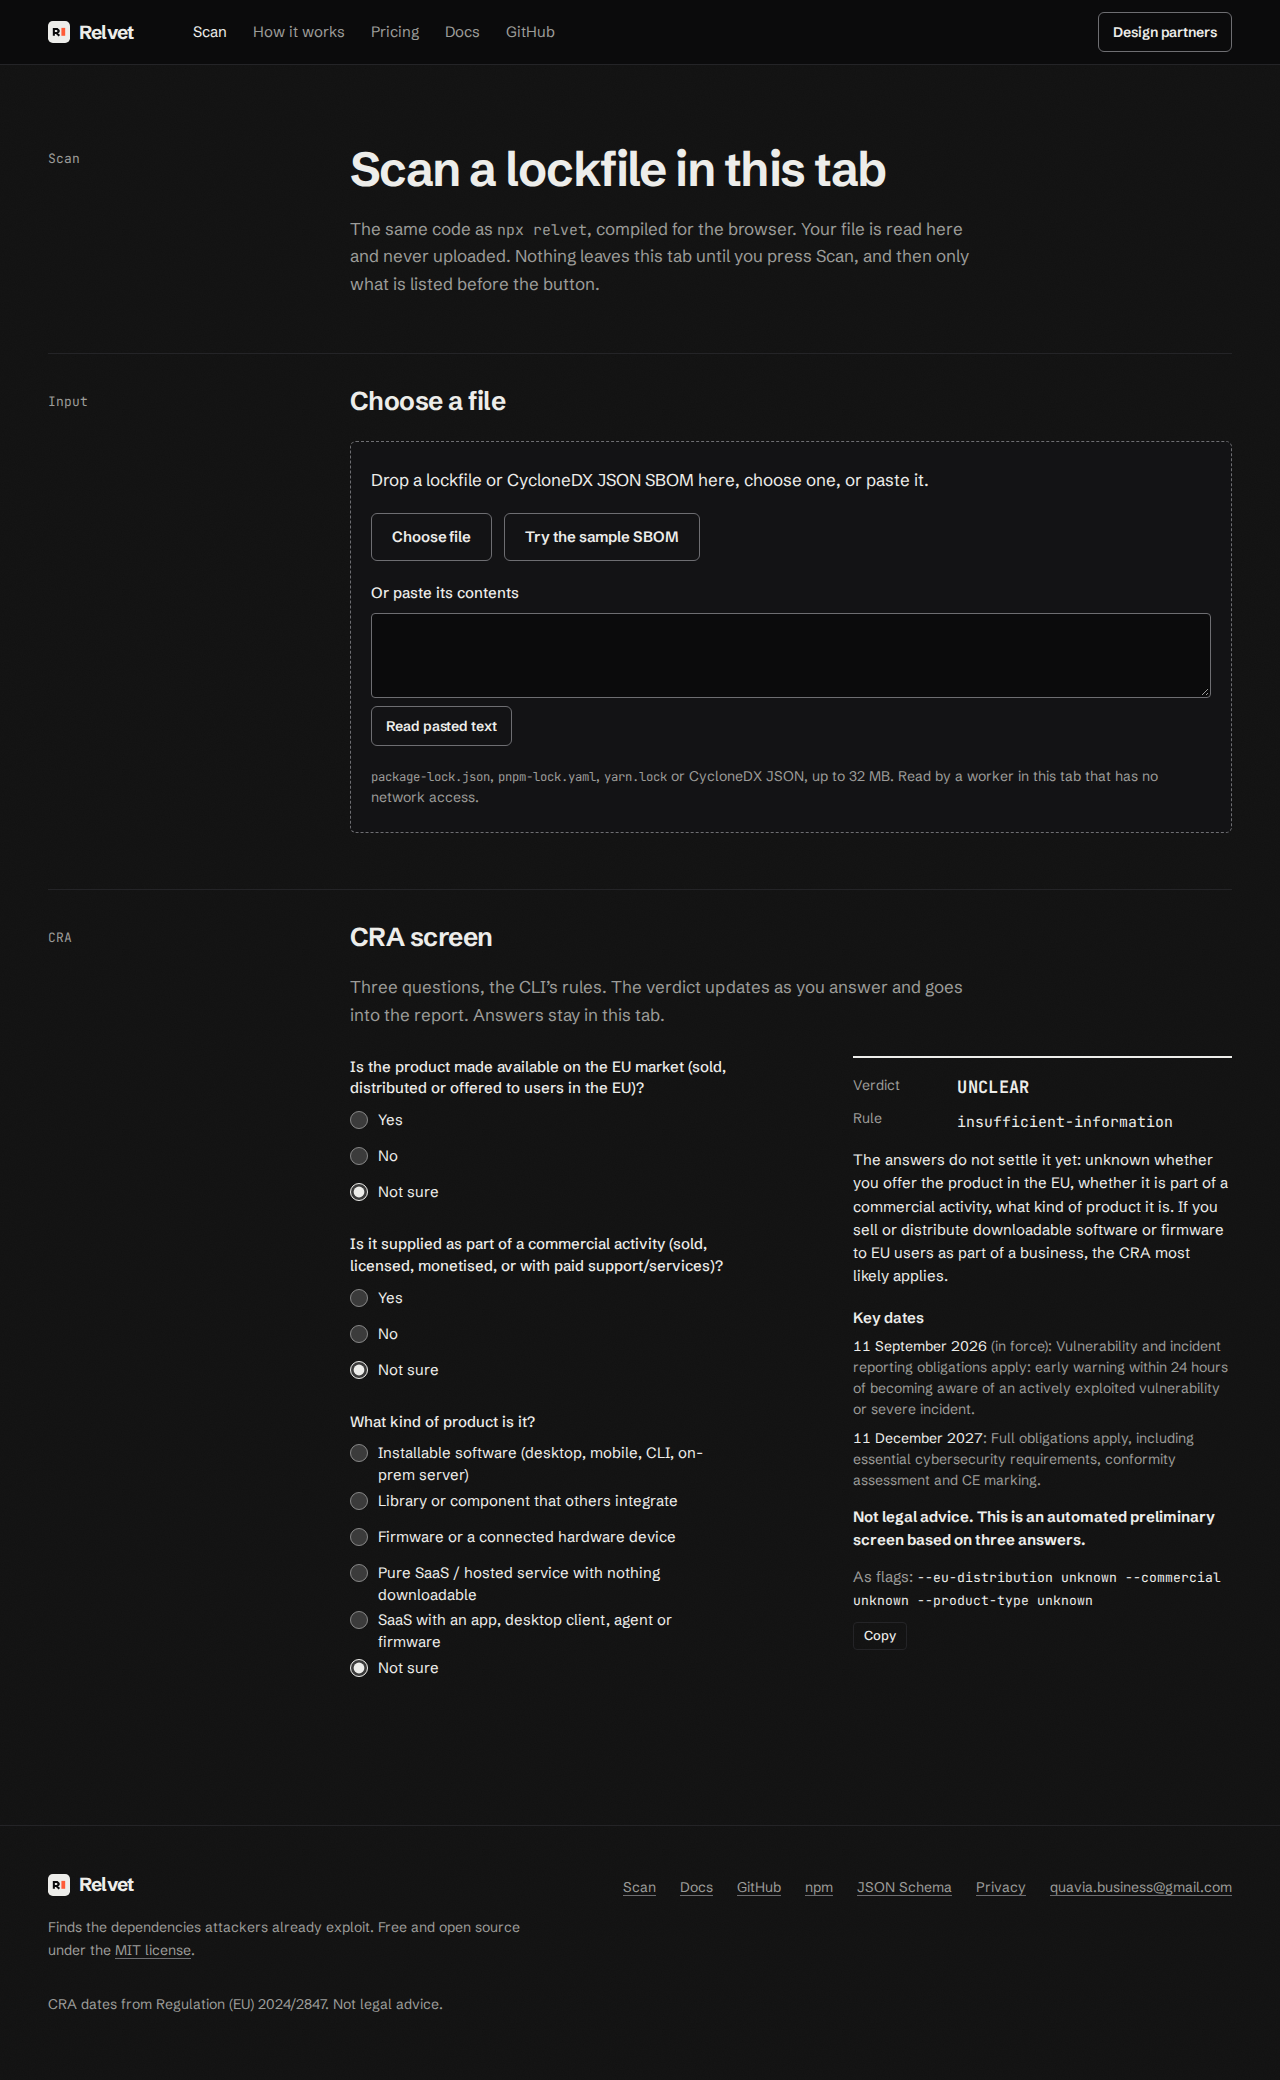 Relvet
Scan
How it works
Pricing
Docs
GitHub
Design partners
Scan
Scan a lockfile in this tab
The same code as npx relvet, compiled for the browser. Your file is read here
and never uploaded. Nothing leaves this tab until you press Scan, and then only
what is listed before the button.
Input
Choose a file
Drop a lockfile or CycloneDX JSON SBOM here, choose one, or paste it.
Choose file
Try the sample SBOM
Or paste its contents
Read pasted text
package-lock.json, pnpm-lock.yaml, yarn.lock or CycloneDX JSON, up to 32 MB. Read by a worker in this tab that has no
network access.
CRA
CRA screen
Three questions, the CLI's rules. The verdict updates as you answer and goes
into the report. Answers stay in this tab.
Is the product made available on the EU market (sold,
distributed or offered to users in the EU)?
Yes
No
Not sure
Is it supplied as part of a commercial activity (sold,
licensed, monetised, or with paid support/services)?
Yes
No
Not sure
What kind of product is it?
Installable software (desktop, mobile, CLI, on-
prem server)
Library or component that others integrate
Firmware or a connected hardware device
Pure SaaS / hosted service with nothing
downloadable
SaaS with an app, desktop client, agent or
firmware
Not sure
Verdict UNCLEAR
Rule insufficient-information
The answers do not settle it yet: unknown whether
you offer the product in the EU, whether it is part of a
commercial activity, what kind of product it is. If you
sell or distribute downloadable software or firmware
to EU users as part of a business, the CRA most
likely applies.
Key dates
11 September 2026 (in force): Vulnerability and incident
reporting obligations apply: early warning within 24 hours
of becoming aware of an actively exploited vulnerability
or severe incident.
11 December 2027: Full obligations apply, including
essential cybersecurity requirements, conformity
assessment and CE marking.
Not legal advice. This is an automated preliminary
screen based on three answers.
As flags: --eu-distribution unknown --commercial
unknown --product-type unknown
Copy
Relvet
Scan
Docs
GitHub
npm
JSON Schema
Privacy
quavia.business@gmail.com
Finds the dependencies attackers already exploit. Free and open source
under the MIT license.
CRA dates from Regulation (EU) 2024/2847. Not legal advice.